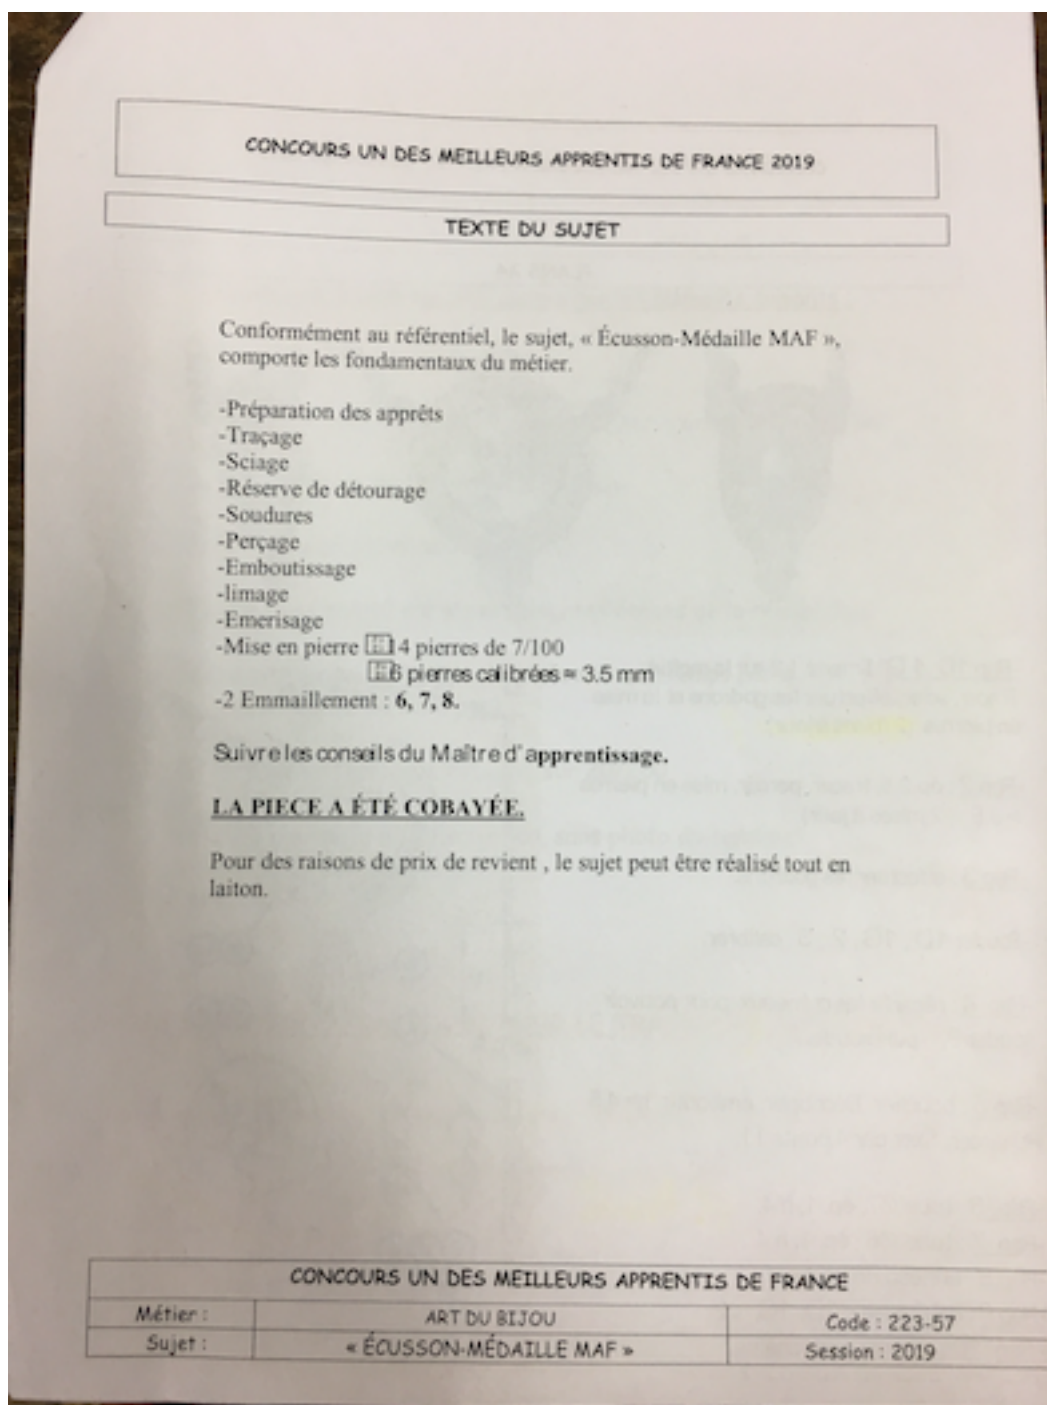 CONCOURS UN DES MEILLEURS APPRENTIS DE FRANCE 2019
TEXTE DU SUJET
Conformément au référentiel, le sujet, « Écusson-Médaille MAF »,
comporte les fondamentaux du métier.
-Préparation des apprêts
-Traçage
-Sciage
-Réserve de détourage
-Soudures
-Perçage
-Emboutissage
-limage
-Emerisage
-Mise en pierre 14 pierres de 7/100
6 pierres calibrées ≈ 3.5 mm
-2 Emmaillement : 6, 7, 8.
Suivre les conseils du Maître d'apprentissage.
LA PIECE A ÉTÉ COBAYÉE.
Pour des raisons de prix de revient , le sujet peut être réalisé tout en
laiton.
CONCOURS UN DES MEILLEURS APPRENTIS DE FRANCE
Métier : ART DU BIJOU Code : 223-57
Sujet : « ÉCUSSON-MÉDAILLE MAF » Session : 2019